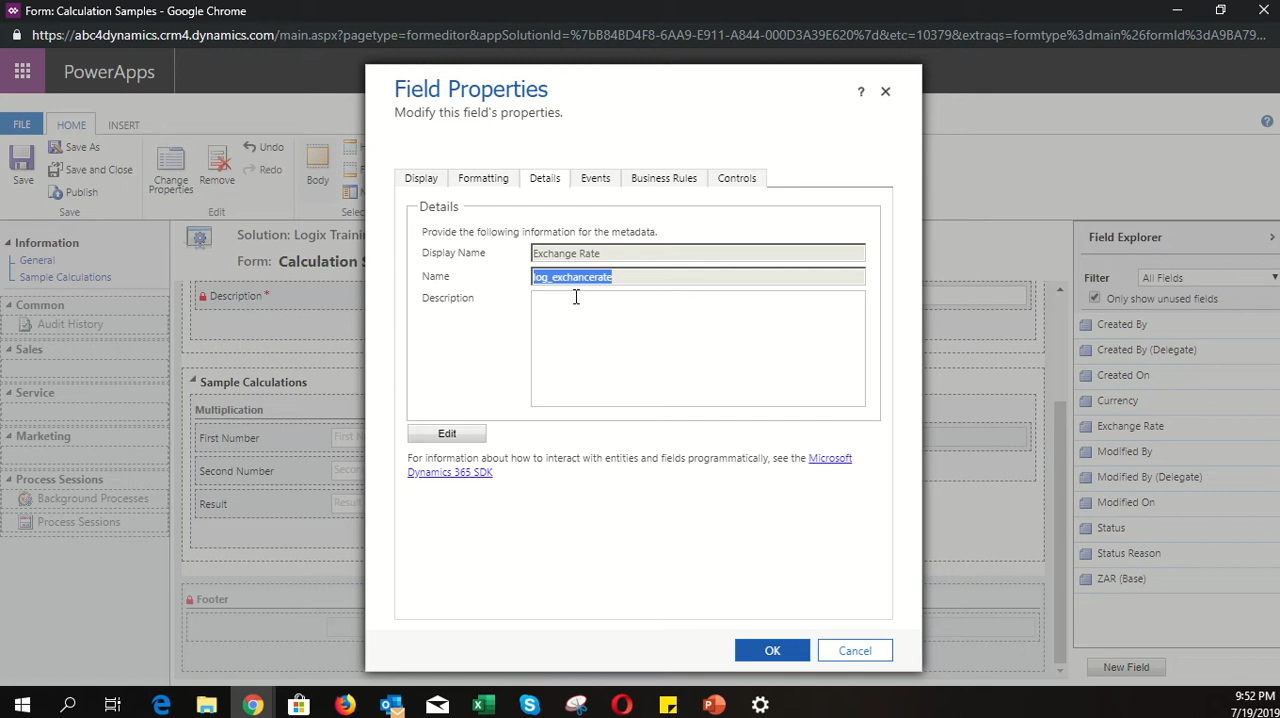 Form: Calculation Samples - Google Chrome
https://abc4dynamics.crm4.dynamics.com/main.aspx?pagetype=formeditor&appSolutionId=%7bB84BD4F8-6AA9-E911-A844-000D3A39E620%7d&etc=10379&extraqs=formtype%3dmain%26formId%3dA9BA79...
PowerApps
FILE
HOME
INSERT
Save
Save As
Save and Close
Publish
Save
Change Properties
Remove
Undo
Redo
Edit
Body
Selec
Information
General
Sample Calculations
Common
Audit History
Sales
Service
Marketing
Process Sessions
Background Processes
Process Sessions
Solution: Logix Trainin
Form: Calculation S
Description *
Sample Calculations
Multiplication
First Number
First N
Second Number
Secon
Result
Result
Footer
Field Properties
Modify this field's properties.
?
Display
Formatting
Details
Events
Business Rules
Controls
Details
Provide the following information for the metadata.
Display Name
Exchange Rate
Name
log_exchancerate
Description
Edit
For information about how to interact with entities and fields programmatically, see the Microsoft
Dynamics 365 SDK
OK
Cancel
Field Explorer
Filter
All Fields
Only show unused fields
Created By
Created By (Delegate)
Created On
Currency
Exchange Rate
Modified By
Modified By (Delegate)
Modified On
Status
Status Reason
ZAR (Base)
New Field
9:52 PM
7/19/2019